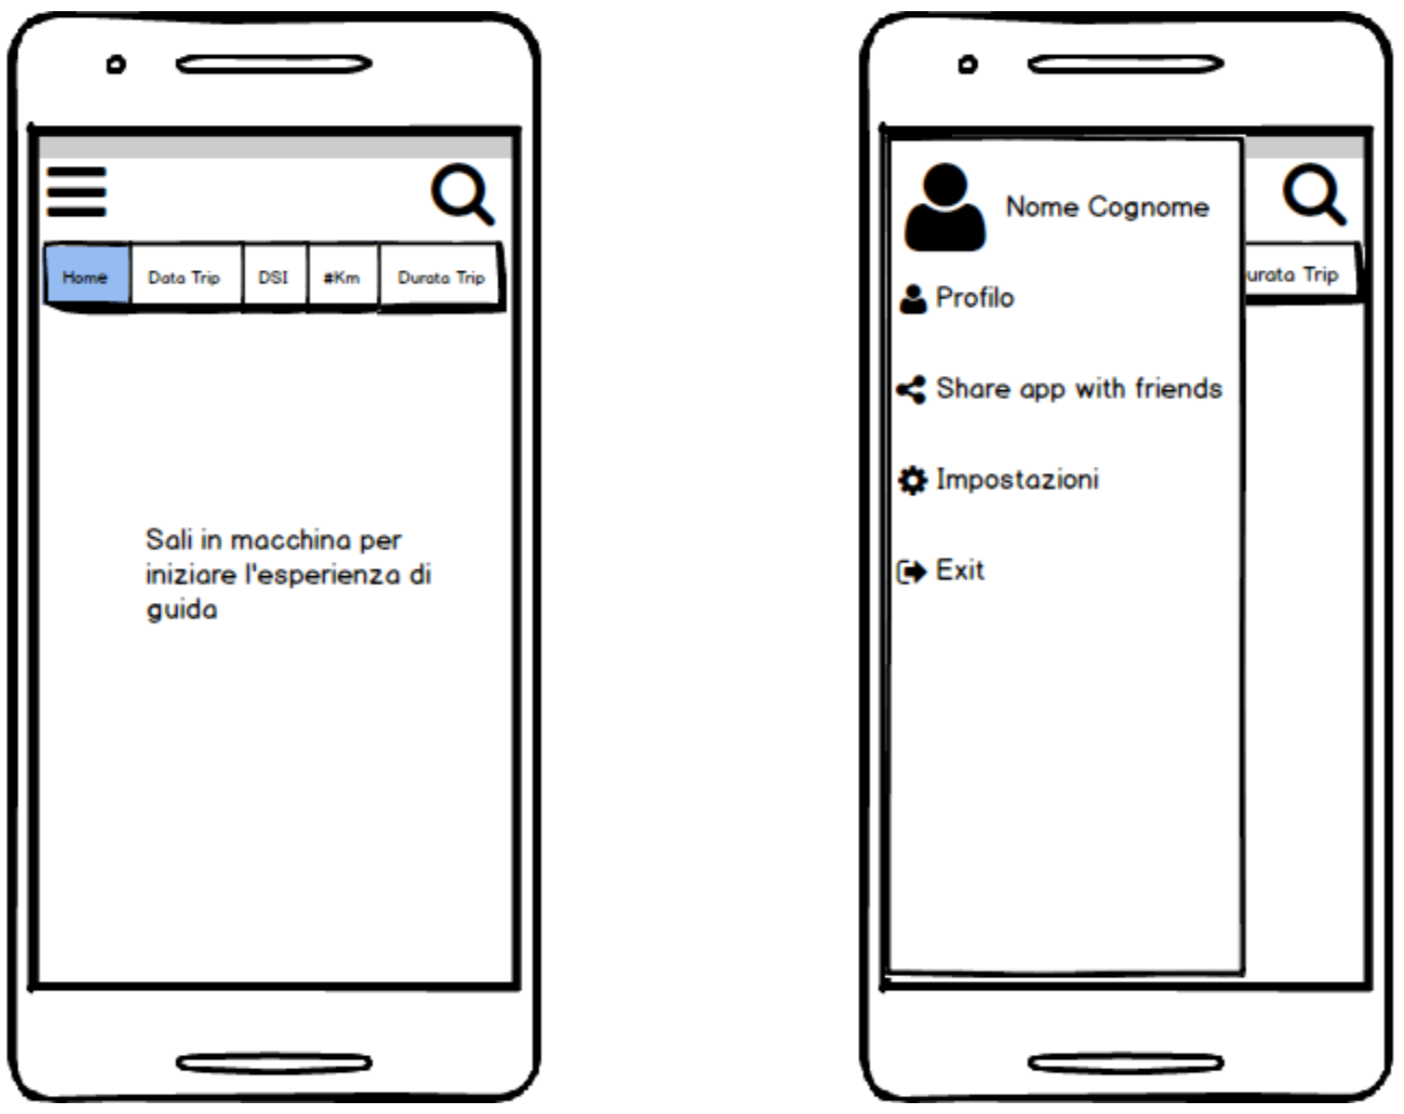 Home Data Trip DSI #Km Durata Trip
Sali in macchina per
iniziare l'esperienza di
guida
Nome Cognome
Profilo
Share app with friends
Impostazioni
Exit
urata Trip